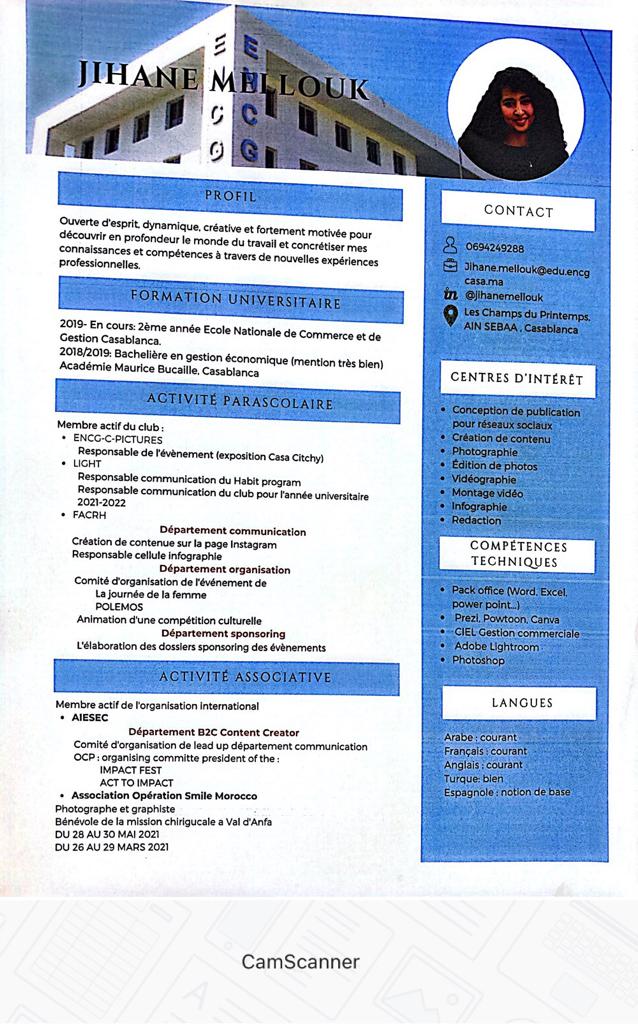 JIHANE MELLOUK
ENCG
ENCG
PROFIL
Ouverte d'esprit, dynamique, créative et fortement motivée pour
découvrir en profondeur le monde du travail et concrétiser mes
connaissances et compétences à travers de nouvelles expériences
professionnelles.
FORMATION UNIVERSITAIRE
2019- En cours: 2ème année Ecole Nationale de Commerce et de
Gestion Casablanca.
2018/2019: Bachelière en gestion économique (mention très bien)
Académie Maurice Bucaille, Casablanca
ACTIVITÉ PARASCOLAIRE
Membre actif du club :
• ENCG-C-PICTURES
Responsable de l'évènement (exposition Casa Citchy)
• LIGHT
Responsable communication du Habit program
Responsable communication du club pour l'année universitaire
2021-2022
• FACRH
Département communication
Création de contenue sur la page Instagram
Responsable cellule infographie
Département organisation
Comité d'organisation de l'événement de
La journée de la femme
POLEMOS
Animation d'une compétition culturelle
Département sponsoring
L'élaboration des dossiers sponsoring des évènements
ACTIVITÉ ASSOCIATIVE
Membre active de l'organisation international
• AIESEC
Département B2C Content Creator
Comité d'organisation de lead up département communication
OCP : organising committe president of the :
IMPACT FEST
ACT TO IMPACT
• Association Opération Smile Morocco
Photographe et graphiste
Bénévole de la mission chirigucale a Val d'Anfa
DU 28 AU 30 MAI 2021
DU 26 AU 29 MARS 2021
CONTACT
0694249288
Jihane.mellouk@edu.encg
casa.ma
in @jihanemellouk
Les Champs du Printemps,
AIN SEBAA , Casablanca
CENTRES D'INTÉRÊT
• Conception de publication
pour réseaux sociaux
• Création de contenu
• Photographie
• Édition de photos
• Vidéographie
• Montage vidéo
• Infographie
• Redaction
COMPÉTENCES
TECHNIQUES
• Pack office (Word, Excel,
power point...)
• Prezi, Powtoon, Canva
• CIEL Gestion commerciale
• Adobe Lightroom
• Photoshop
LANGUES
Arabe : courant
Français : courant
Anglais : courant
Turque: bien
Espagnole : notion de base
CamScanner